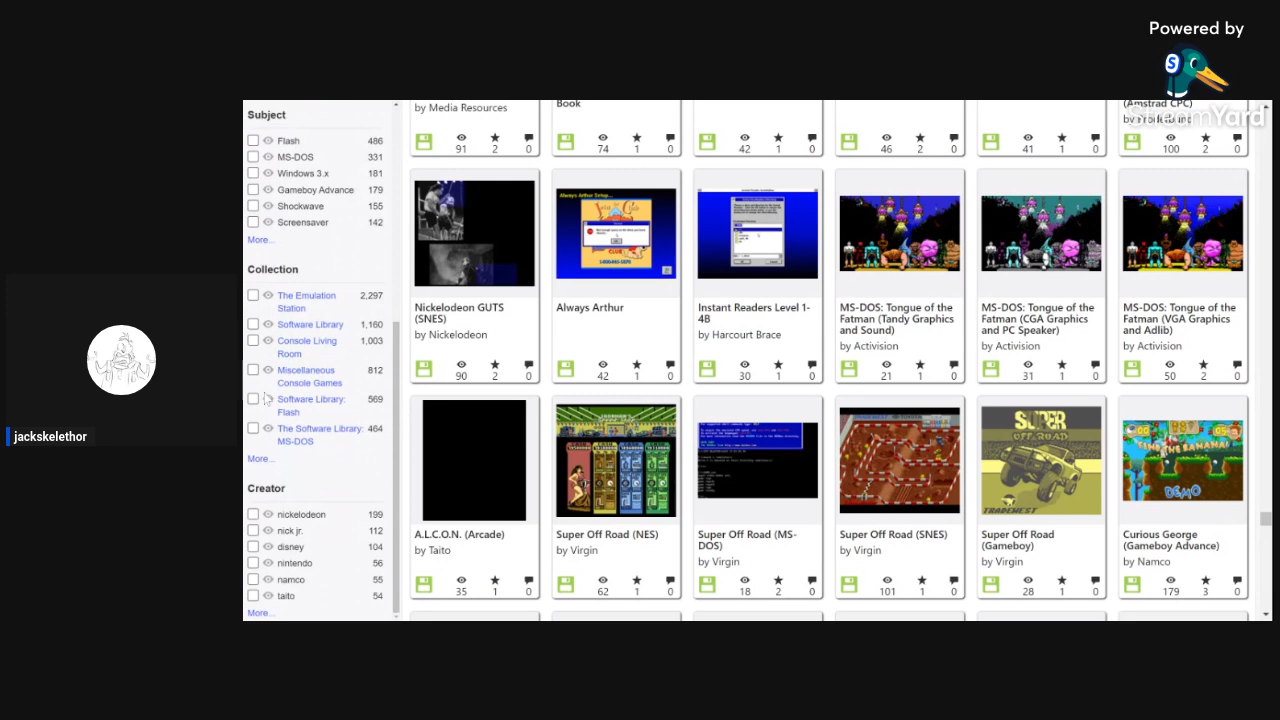 Powered by
StreamYard
jackskelethor
Subject
Flash 486
MS-DOS 331
Windows 3.x 181
Gameboy Advance 179
Shockwave 155
Screensaver 142
More...
Collection
The Emulation 2,297
Station
Software Library 1,160
Console Living 1,003
Room
Miscellaneous 812
Console Games
Software Library: 569
Flash
The Software Library: 464
MS-DOS
More...
Creator
nickelodeon 199
nick jr. 112
disney 104
nintendo 56
namco 55
taito 54
More...
by Media Resources
91 2 0
Book
74 1 0
42 1 0
46 2 0
41 1 0
(Amstrad CPC)
100 2 0
Nickelodeon GUTS
(SNES)
by Nickelodeon
90 2 0
Always Arthur Setup...
Always Arthur
42 1 0
Instant Readers Level 1-
4B
by Harcourt Brace
30 1 0
MS-DOS: Tongue of the
Fatman (Tandy Graphics
and Sound)
by Activision
21 1 0
MS-DOS: Tongue of the
Fatman (CGA Graphics
and PC Speaker)
by Activision
31 1 0
MS-DOS: Tongue of the
Fatman (VGA Graphics
and Adlib)
by Activision
50 2 0
A.L.C.O.N. (Arcade)
by Taito
35 1 0
Super Off Road (NES)
by Virgin
62 1 0
Super Off Road (MS-
DOS)
by Virgin
18 2 0
Super Off Road (SNES)
by Virgin
101 1 0
SUPER
OFF ROAD
TRADEWEST
Super Off Road
(Gameboy)
by Virgin
28 1 0
DEMO
Curious George
(Gameboy Advance)
by Namco
179 3 0